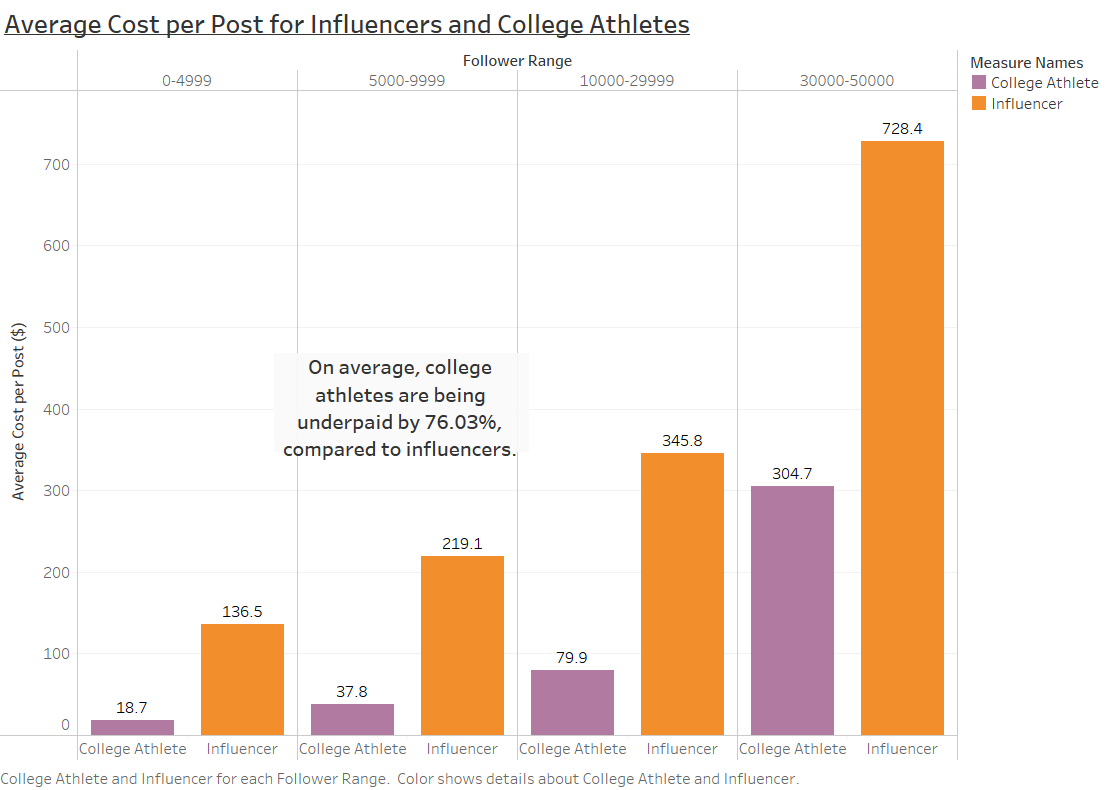 Average Cost per Post for Influencers and College Athletes
Follower Range
0-4999 5000-9999 10000-29999 30000-50000
Measure Names
College Athlete
Influencer
Average Cost per Post ($)
700
600
500
400
300
200
100
0
18.7
136.5
37.8
219.1
79.9
345.8
304.7
728.4
On average, college
athletes are being
underpaid by 76.03%,
compared to influencers.
College Athlete Influencer College Athlete Influencer College Athlete Influencer College Athlete Influencer
College Athlete and Influencer for each Follower Range. Color shows details about College Athlete and Influencer.